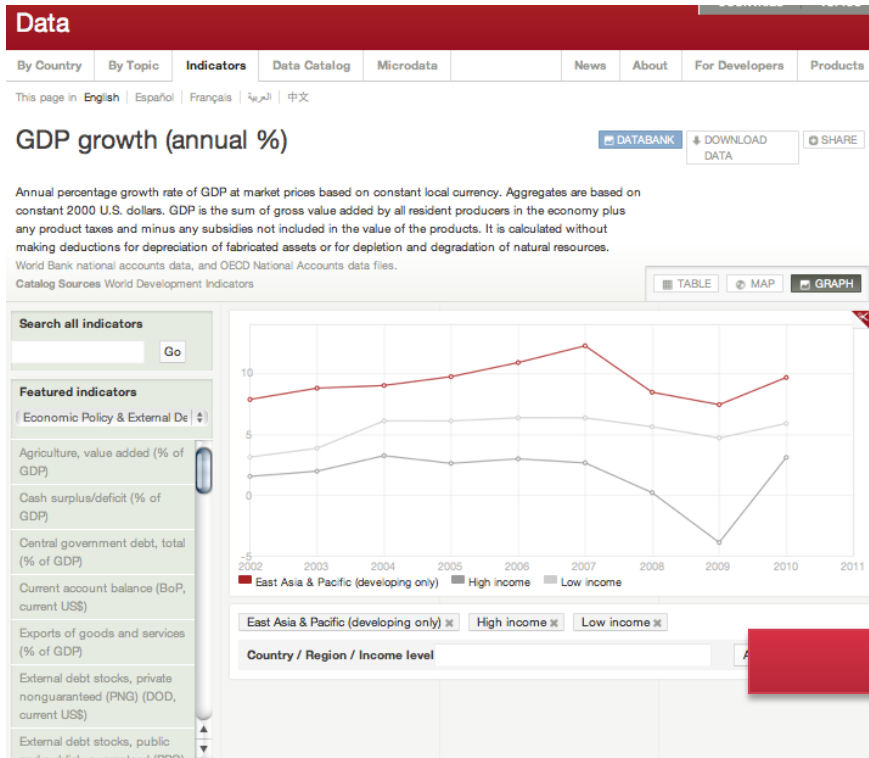 Data
By Country By Topic Indicators Data Catalog Microdata News About For Developers Products
This page in English Español Français العربية 中文
GDP growth (annual %)
DATABANK
DOWNLOAD
DATA
SHARE
Annual percentage growth rate of GDP at market prices based on constant local currency. Aggregates are based on
constant 2000 U.S. dollars. GDP is the sum of gross value added by all resident producers in the economy plus
any product taxes and minus any subsidies not included in the value of the products. It is calculated without
making deductions for depreciation of fabricated assets or for depletion and degradation of natural resources.
World Bank national accounts data, and OECD National Accounts data files.
Catalog Sources World Development Indicators
TABLE MAP GRAPH
Search all indicators
Go
Featured indicators
Economic Policy & External De
Agriculture, value added (% of
GDP)
Cash surplus/deficit (% of
GDP)
Central government debt, total
(% of GDP)
Current account balance (BoP,
current US$)
Exports of goods and services
(% of GDP)
External debt stocks, private
nonguaranteed (PNG) (DOD,
current US$)
External debt stocks, public
10
5
0
-5
2002 2003 2004 2005 2006 2007 2008 2009 2010 2011
East Asia & Pacific (developing only) High income Low income
East Asia & Pacific (developing only) High income Low income
Country / Region / Income level